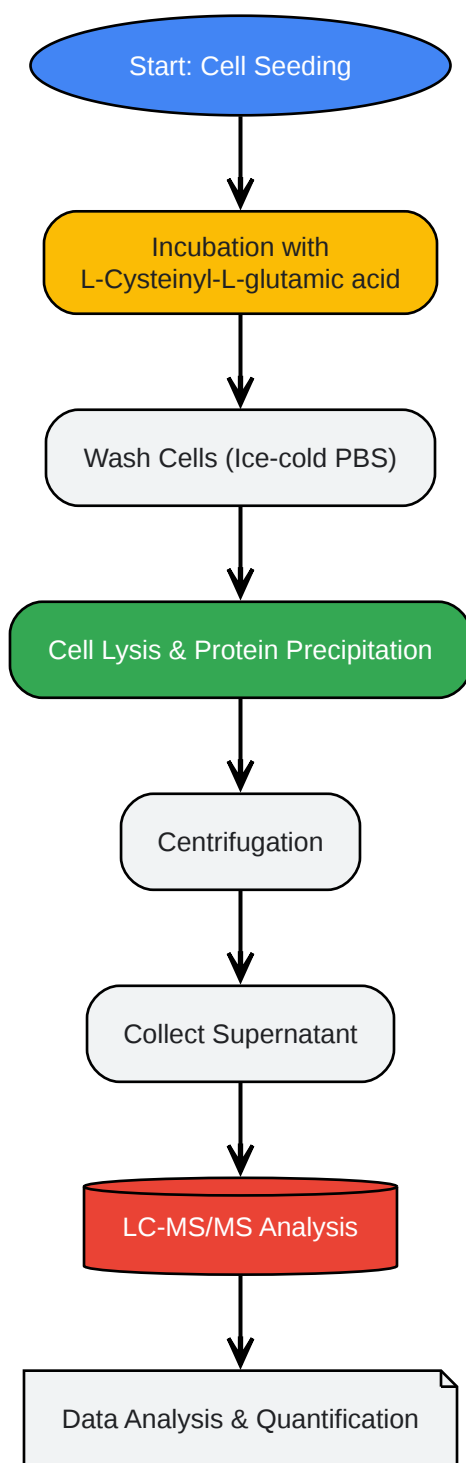 Start: Cell Seeding
Incubation with
L-Cysteinyl-L-glutamic acid
Wash Cells (Ice-cold PBS)
Cell Lysis & Protein Precipitation
Centrifugation
Collect Supernatant
LC-MS/MS Analysis
Data Analysis & Quantification